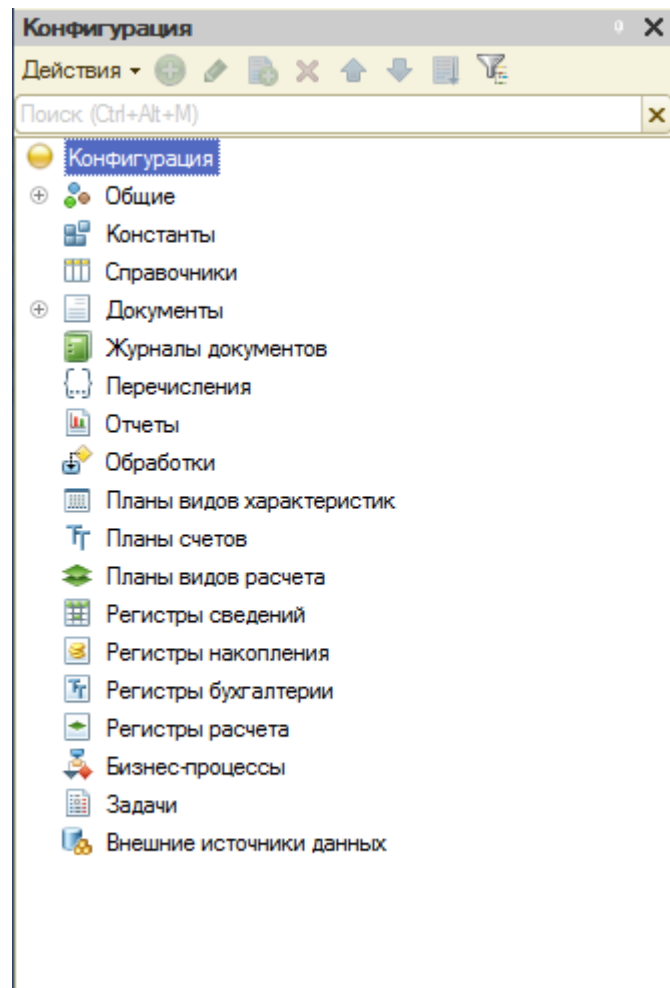 Конфигурация
Действия
Поиск (Ctrl+Alt+M)
Конфигурация
Общие
Константы
Справочники
Документы
Журналы документов
Перечисления
Отчеты
Обработки
Планы видов характеристик
Планы счетов
Планы видов расчета
Регистры сведений
Регистры накопления
Регистры бухгалтерии
Регистры расчета
Бизнес-процессы
Задачи
Внешние источники данных